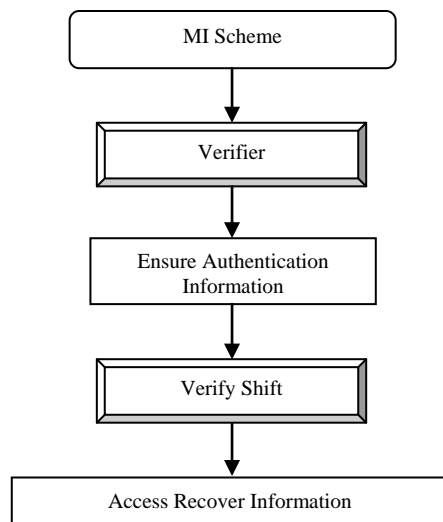 MI Scheme
Verifier
Ensure Authentication
Information
Verify Shift
Access Recover Information